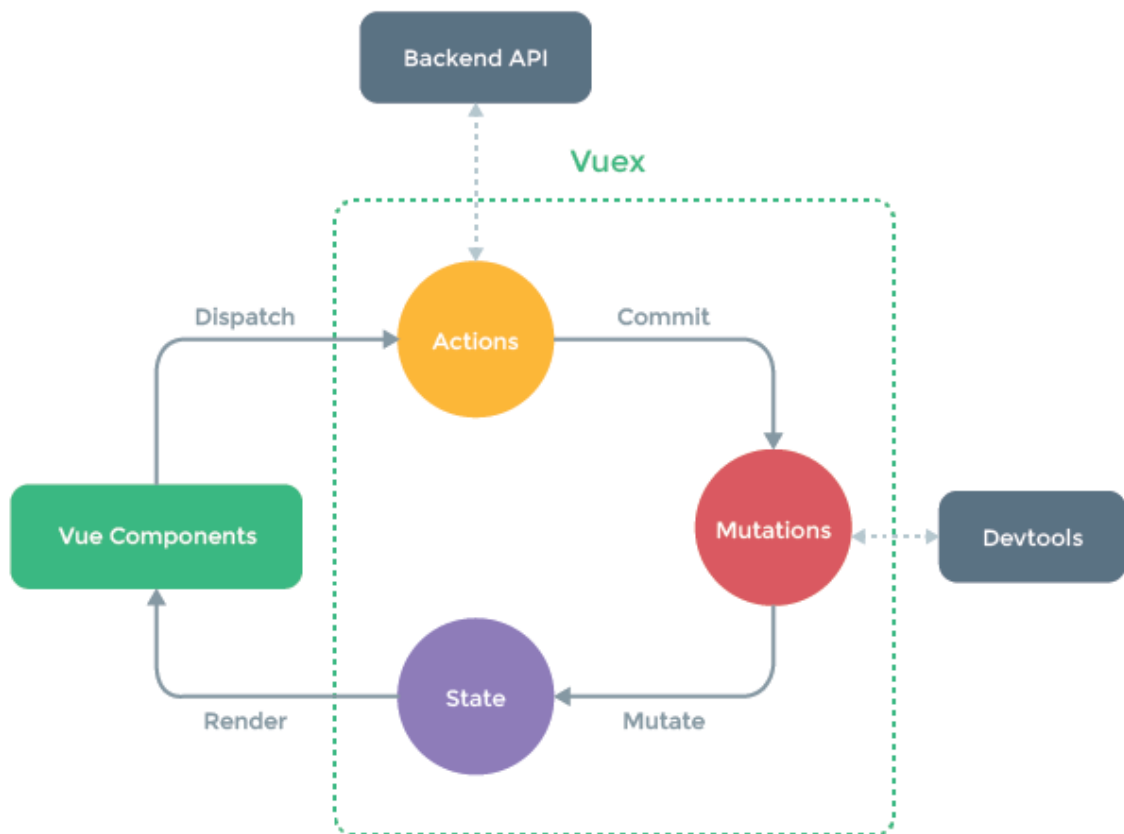 Backend API
Vuex
Dispatch
Commit
Actions
Vue Components
Mutations
Devtools
State
Render
Mutate